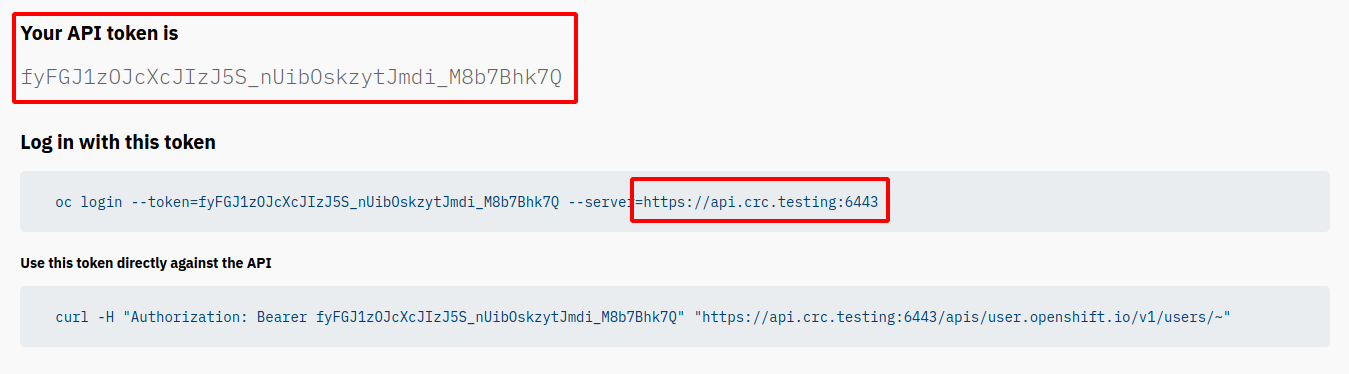 Your API token is
fyFGJ1zOJcXcJIzJ5S_nUibOskzytJmdi_M8b7Bhk7Q
Log in with this token
oc login --token=fyFGJ1zOJcXcJIzJ5S_nUibOskzytJmdi_M8b7Bhk7Q --server=https://api.crc.testing:6443
Use this token directly against the API
curl -H "Authorization: Bearer fyFGJ1zOJcXcJIzJ5S_nUibOskzytJmdi_M8b7Bhk7Q" "https://api.crc.testing:6443/apis/user.openshift.io/v1/users/~"